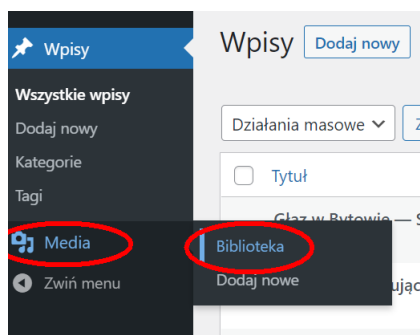 Wpisy
Wszystkie wpisy
Dodaj nowy
Kategorie
Tagi
Media
Zwiń menu
Biblioteka
Dodaj nowe
Wpisy Dodaj nowy
Działania masowe
Tytuł
Głaz w Bytowie —